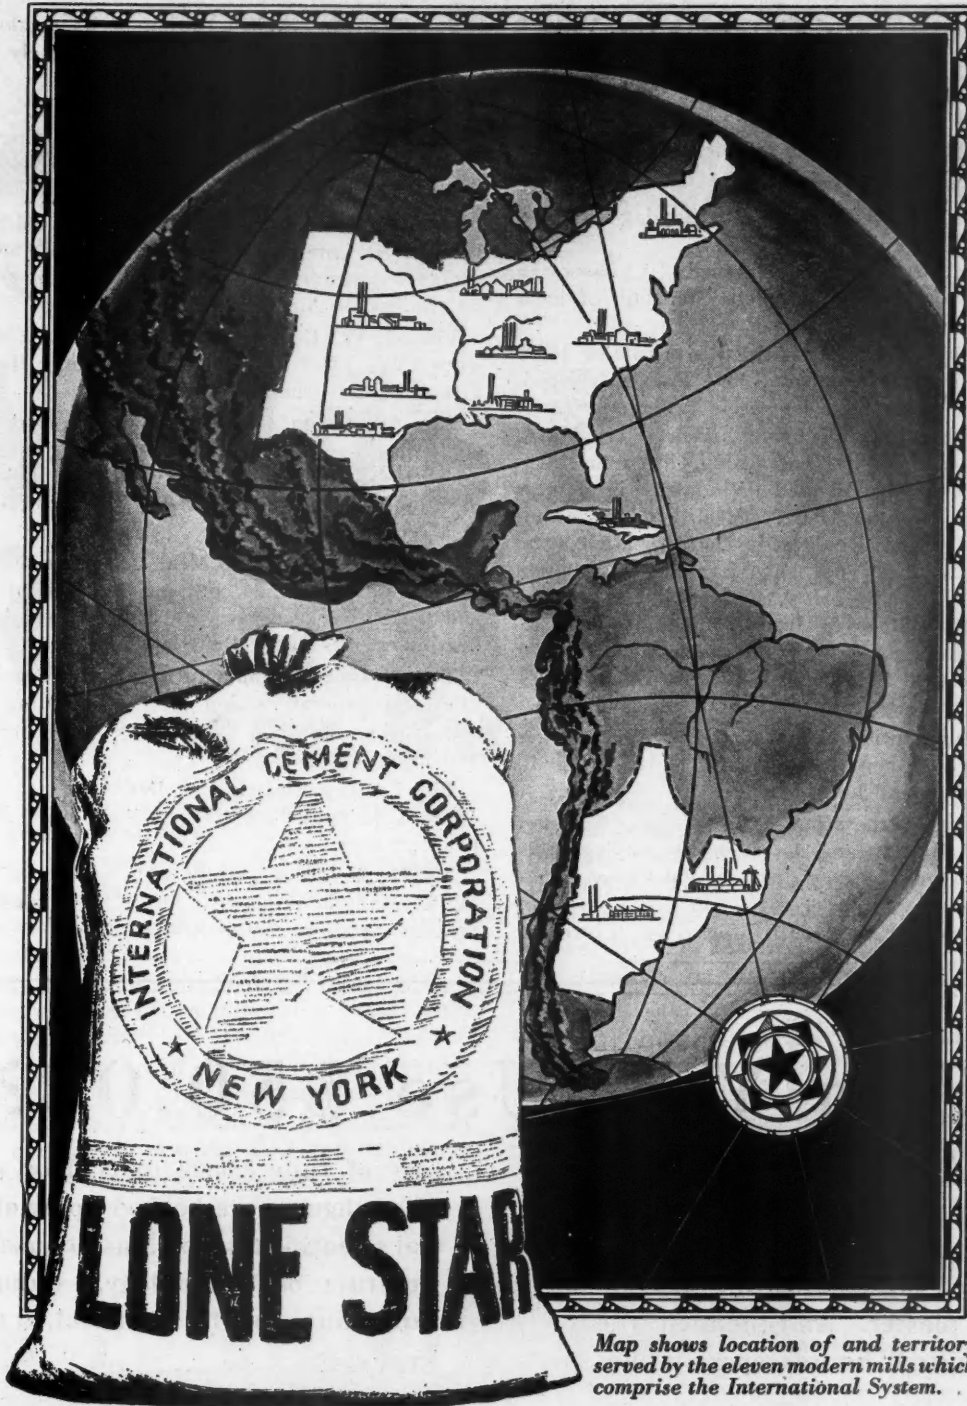 INTERNATIONAL CEMENT CORPORATION
NEW YORK
LONE STAR
Map shows location of and territory
served by the eleven modern mills which
comprise the International System.